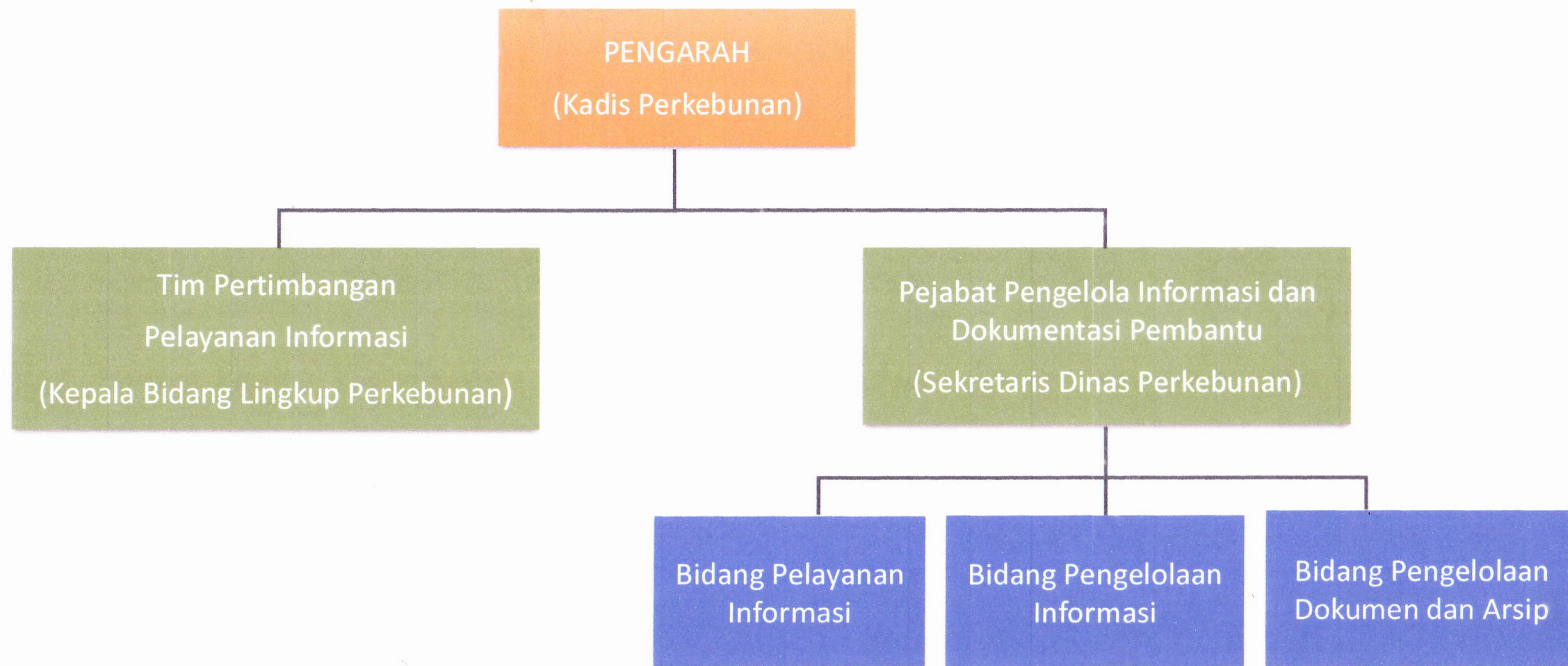 PENGARAH
(Kadis Perkebunan)
Tim Pertimbangan
Pelayanan Informasi
(Kepala Bidang Lingkup Perkebunan)
Pejabat Pengelola Informasi dan
Dokumentasi Pembantu
(Sekretaris Dinas Perkebunan)
Bidang Pelayanan
Informasi
Bidang Pengelolaan
Informasi
Bidang Pengelolaan
Dokumen dan Arsip